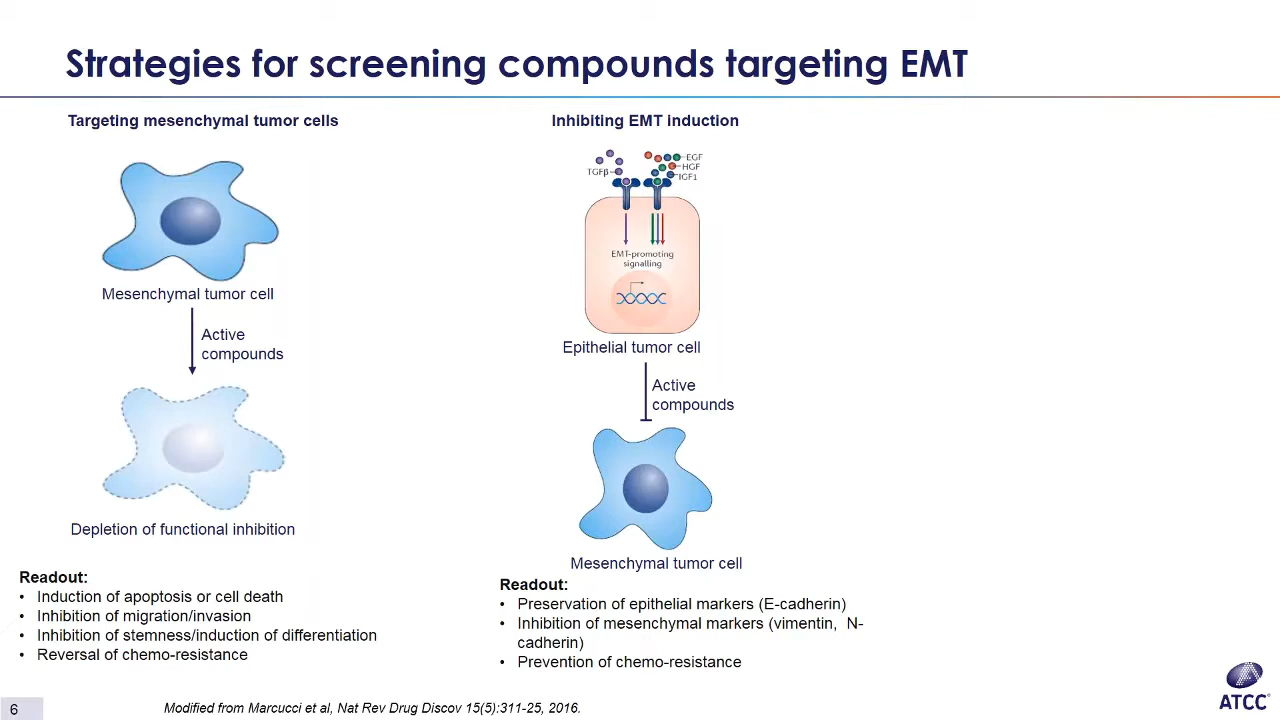 Strategies for screening compounds targeting EMT
Targeting mesenchymal tumor cells
Mesenchymal tumor cell
Active
compounds
Depletion of functional inhibition
Readout:
• Induction of apoptosis or cell death
• Inhibition of migration/invasion
• Inhibition of stemness/induction of differentiation
• Reversal of chemo-resistance
Inhibiting EMT induction
TGFβ
EGF
HGF
IGF1
EMT-promoting
signalling
Epithelial tumor cell
Active
compounds
Mesenchymal tumor cell
Readout:
• Preservation of epithelial markers (E-cadherin)
• Inhibition of mesenchymal markers (vimentin, N-
cadherin)
• Prevention of chemo-resistance
6
Modified from Marcucci et al, Nat Rev Drug Discov 15(5):311-25, 2016.
ATCC®